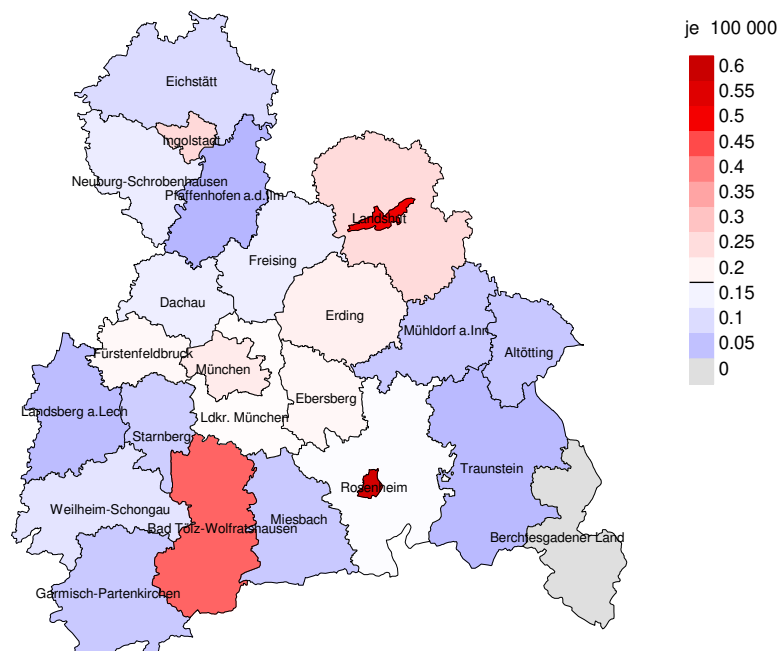 je 100 000
0.6
0.55
0.5
0.45
0.4
0.35
0.3
0.25
0.2
0.15
0.1
0.05
0
Eichstätt
Ingolstadt
Neuburg-Schrobenhausen
Pfaffenhofen a.d.Ilm
Landshut
Freising
Dachau
Erding
Mühldorf a.Inn
Altötting
Fürstenfeldbruck
München
Ebersberg
Landsberg a.Lech
Ldkr. München
Starnberg
Traunstein
Rosenheim
Weilheim-Schongau
Miesbach
Bad Tölz-Wolfratshausen
Berchtesgadener Land
Garmisch-Partenkirchen